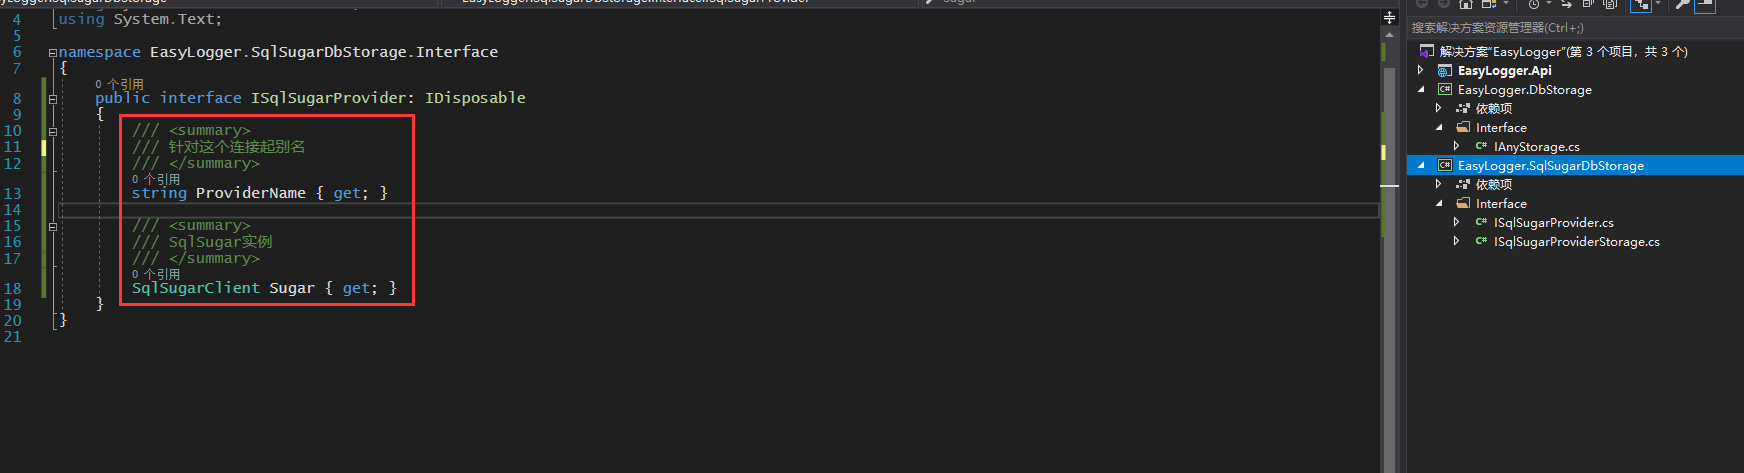 4 using System.Text;
5
6 namespace EasyLogger.SqlSugarDbStorage.Interface
7 {
0 个引用
8 public interface ISqlSugarProvider: IDisposable
9 {
10 /// <summary>
11 /// 针对这个连接起别名
12 /// </summary>
0 个引用
13 string ProviderName { get; }
14
15 /// <summary>
16 /// SqlSugar实例
17 /// </summary>
0 个引用
18 SqlSugarClient Sugar { get; }
19 }
20 }
21
搜索解决方案资源管理器(Ctrl+;)
解决方案“EasyLogger”(第 3 个项目，共 3 个)
EasyLogger.Api
EasyLogger.DbStorage
依赖项
Interface
C# IAnyStorage.cs
EasyLogger.SqlSugarDbStorage
依赖项
Interface
C# ISqlSugarProvider.cs
C# ISqlSugarProviderStorage.cs